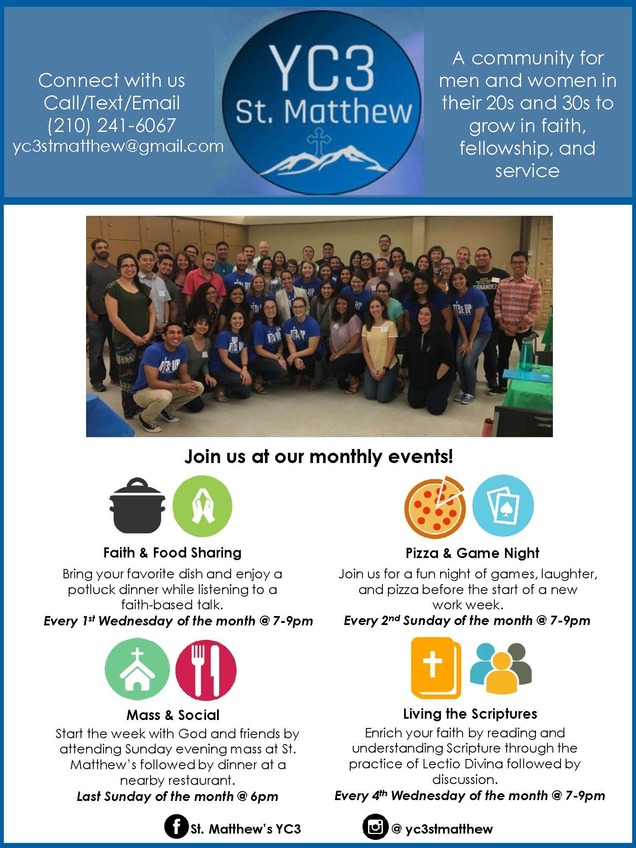 Connect with us
Call/Text/Email
(210) 241-6067
yc3stmatthew@gmail.com
YC3
St. Matthew
A community for
men and women in
their 20s and 30s to
grow in faith,
fellowship, and
service
Join us at our monthly events!
Faith & Food Sharing
Bring your favorite dish and enjoy a
potluck dinner while listening to a
faith-based talk.
Every 1st Wednesday of the month @ 7-9pm
Pizza & Game Night
Join us for a fun night of games, laughter,
and pizza before the start of a new
work week.
Every 2nd Sunday of the month @ 7-9pm
Mass & Social
Start the week with God and friends by
attending Sunday evening mass at St.
Matthew's followed by dinner at a
nearby restaurant.
Last Sunday of the month @ 6pm
Living the Scriptures
Enrich your faith by reading and
understanding Scripture through the
practice of Lectio Divina followed by
discussion.
Every 4th Wednesday of the month @ 7-9pm
St. Matthew's YC3
@ yc3stmatthew